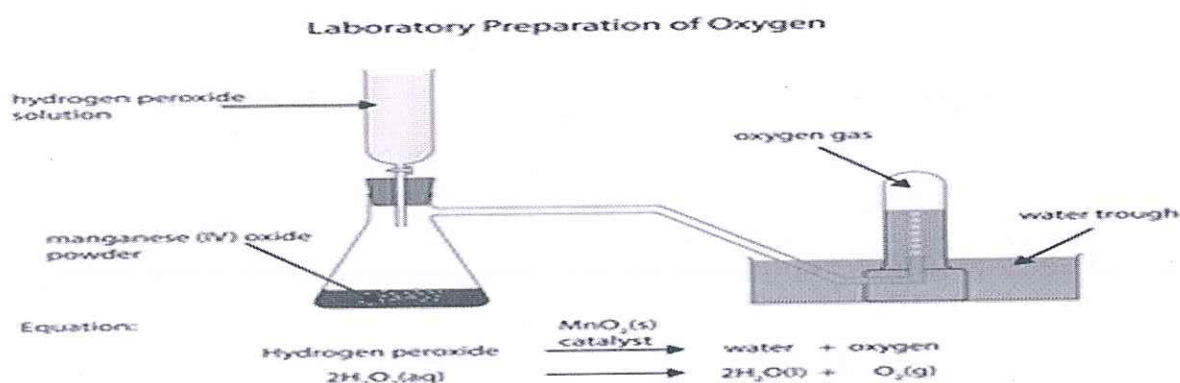 Laboratory Preparation of Oxygen
hydrogen peroxide
solution
oxygen gas
water trough
manganese (IV) oxide
powder
Equation:
MnO₂(s)
catalyst
Hydrogen peroxide water + oxygen
2H₂O₂(aq) 2H₂O(l) + O₂(g)